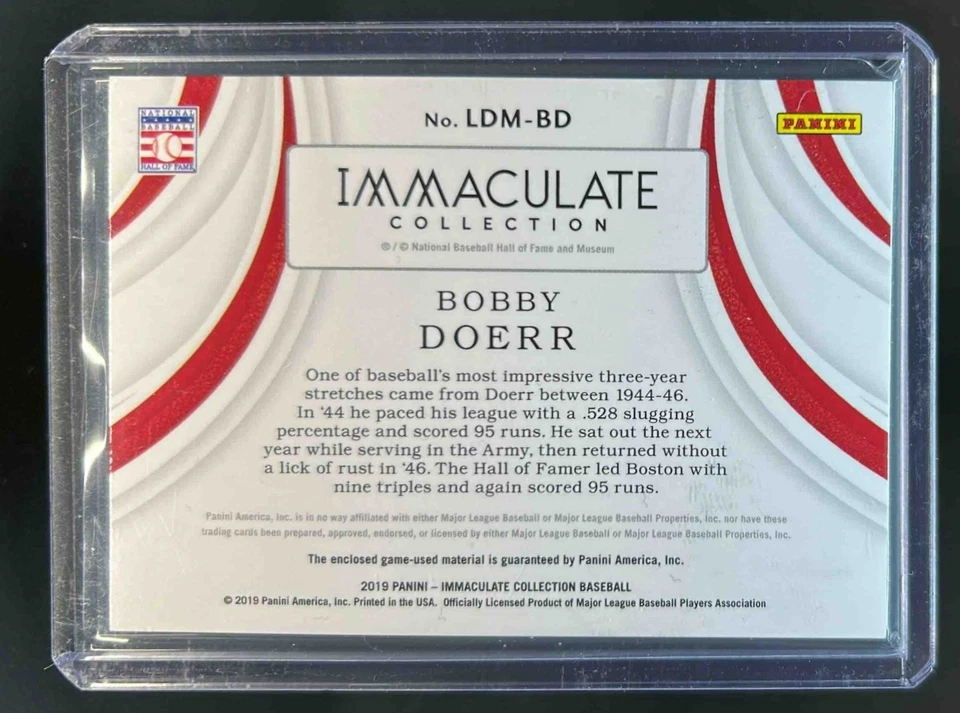 NATIONAL
BASEBALL
HALL OF FAME
No. LDM-BD
PANINI
IMMACULATE
COLLECTION
® / © National Baseball Hall of Fame and Museum
BOBBY
DOERR
One of baseball's most impressive three-year
stretches came from Doerr between 1944-46.
In '44 he paced his league with a .528 slugging
percentage and scored 95 runs. He sat out the next
year while serving in the Army, then returned without
a lick of rust in '46. The Hall of Famer led Boston with
nine triples and again scored 95 runs.
Panini America, Inc. is in no way affiliated with either Major League Baseball or Major League Baseball Properties, Inc. nor have these
trading cards been prepared, approved, endorsed, or licensed by either Major League Baseball or Major League Baseball Properties, Inc.
The enclosed game-used material is guaranteed by Panini America, Inc.
2019 PANINI – IMMACULATE COLLECTION BASEBALL
© 2019 Panini America, Inc. Printed in the USA. Officially Licensed Product of Major League Baseball Players Association